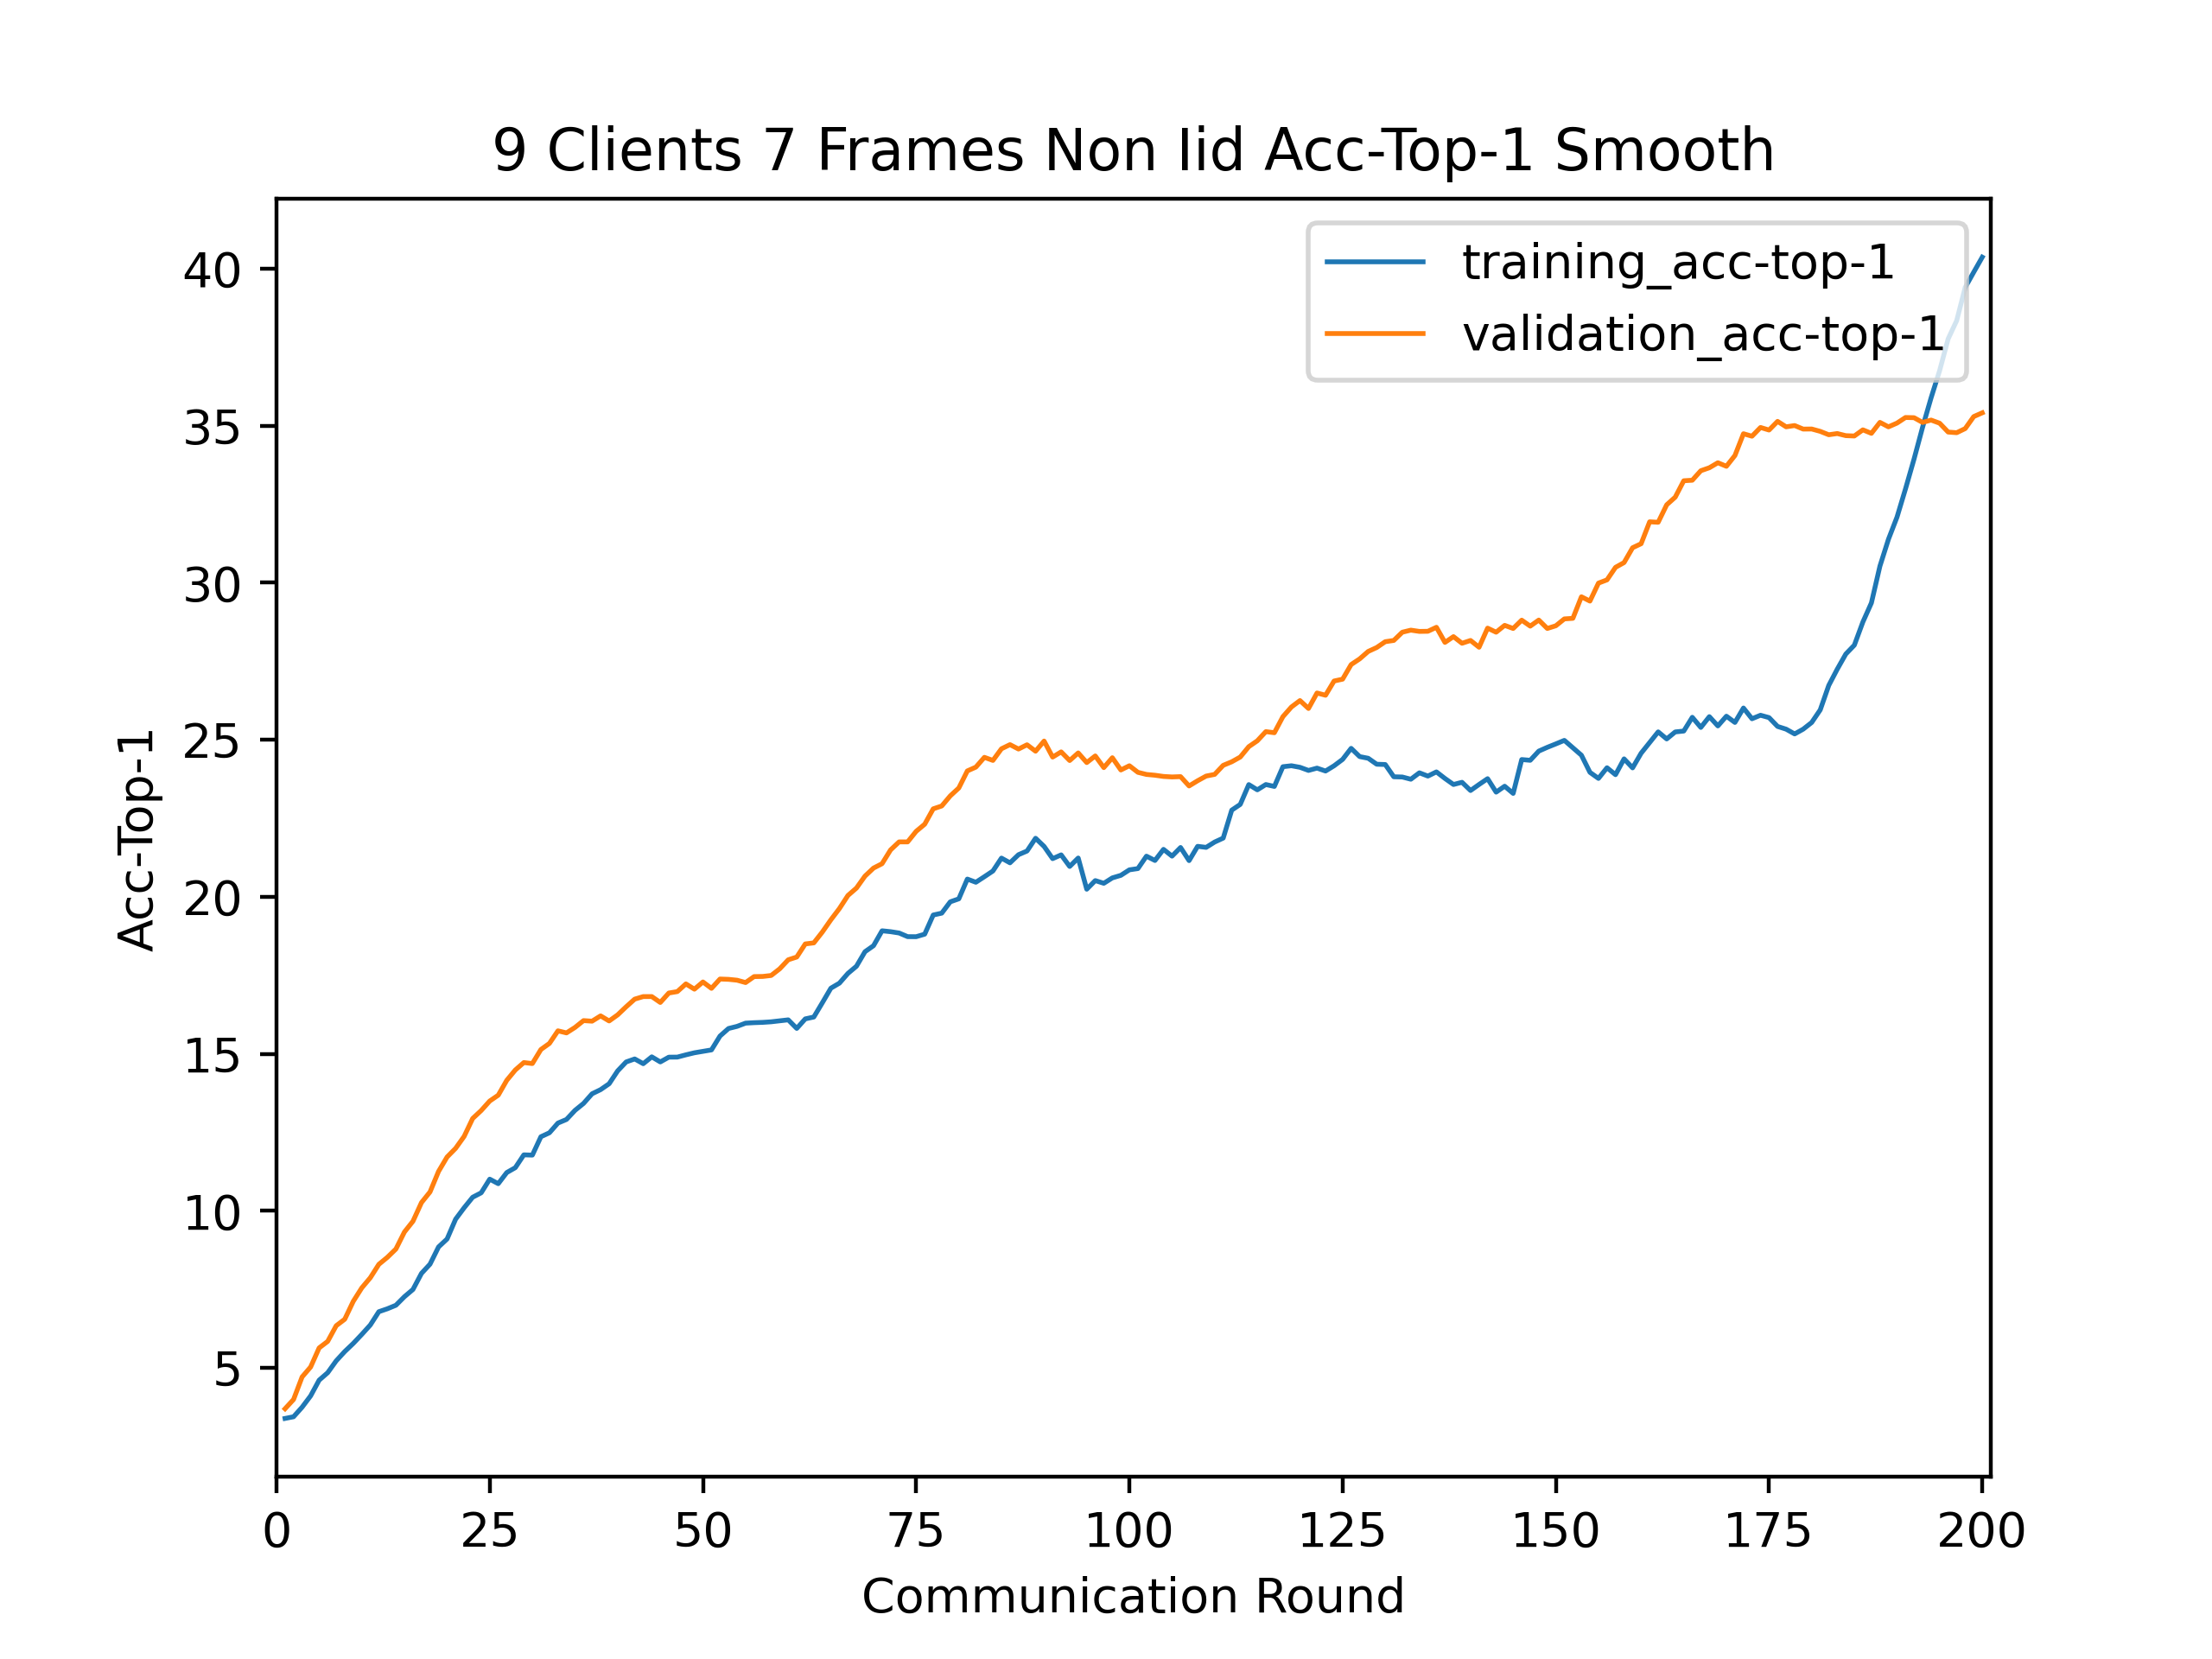 9 Clients 7 Frames Non Iid Acc-Top-1 Smooth
training_acc-top-1
validation_acc-top-1
40
35
30
25
20
15
10
5
Acc-Top-1
0 25 50 75 100 125 150 175 200
Communication Round